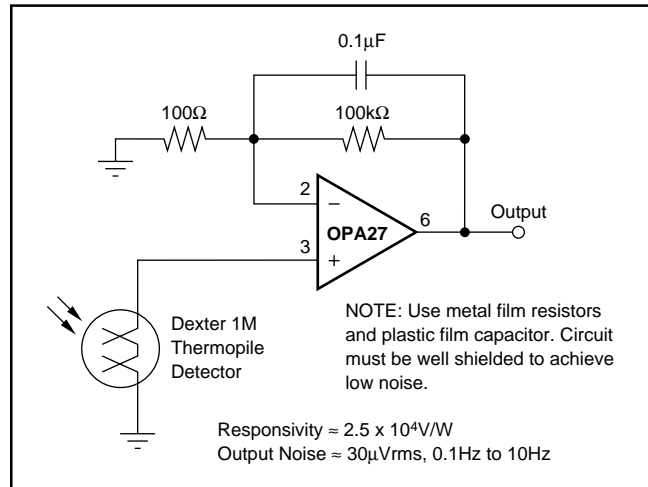 0.1µF
100Ω
100kΩ
2
−
6
Output
OPA27
3
+
Dexter 1M
Thermopile
Detector
NOTE: Use metal film resistors
and plastic film capacitor. Circuit
must be well shielded to achieve
low noise.
Responsivity ≈ 2.5 x 10⁴V/W
Output Noise ≈ 30µVrms, 0.1Hz to 10Hz